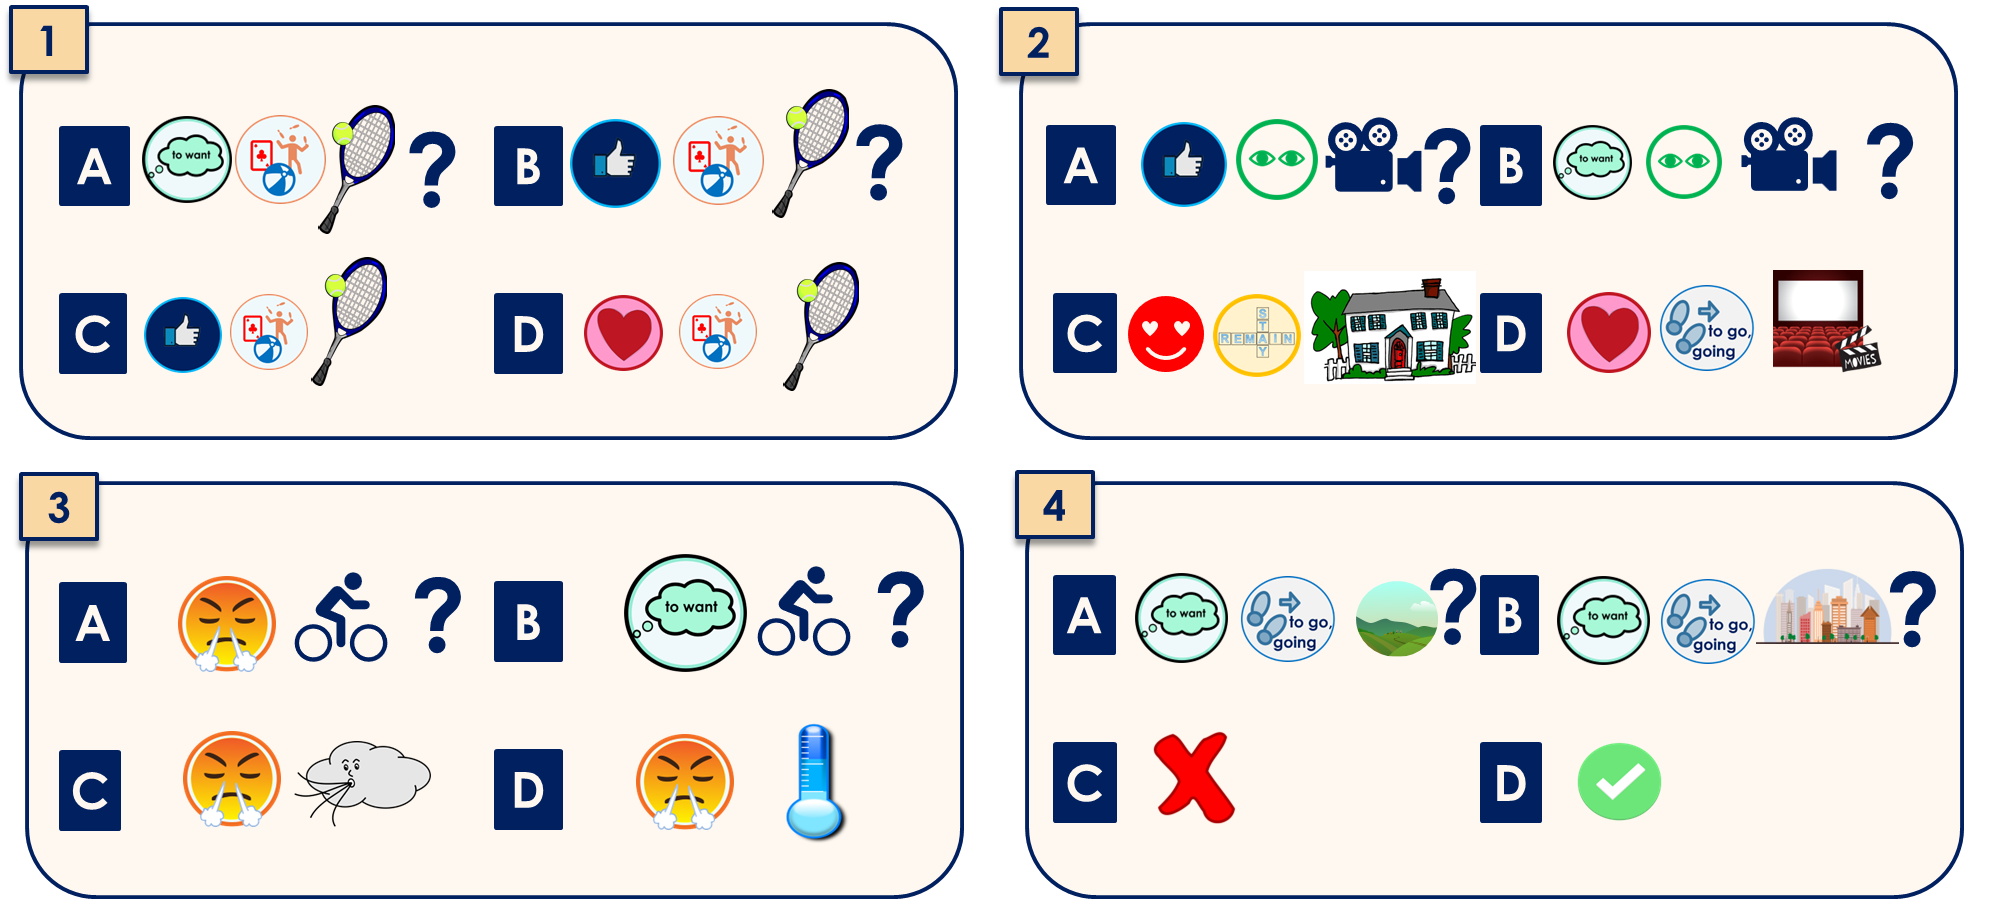 1
A
to want
?
B
?
C
D
2
A
?
B
to want
?
C
STAY
REMAIN
D
to go,
going
MOVIES
3
A
?
B
to want
?
C
D
4
A
to want
to go,
going
?
B
to want
to go,
going
?
C
D